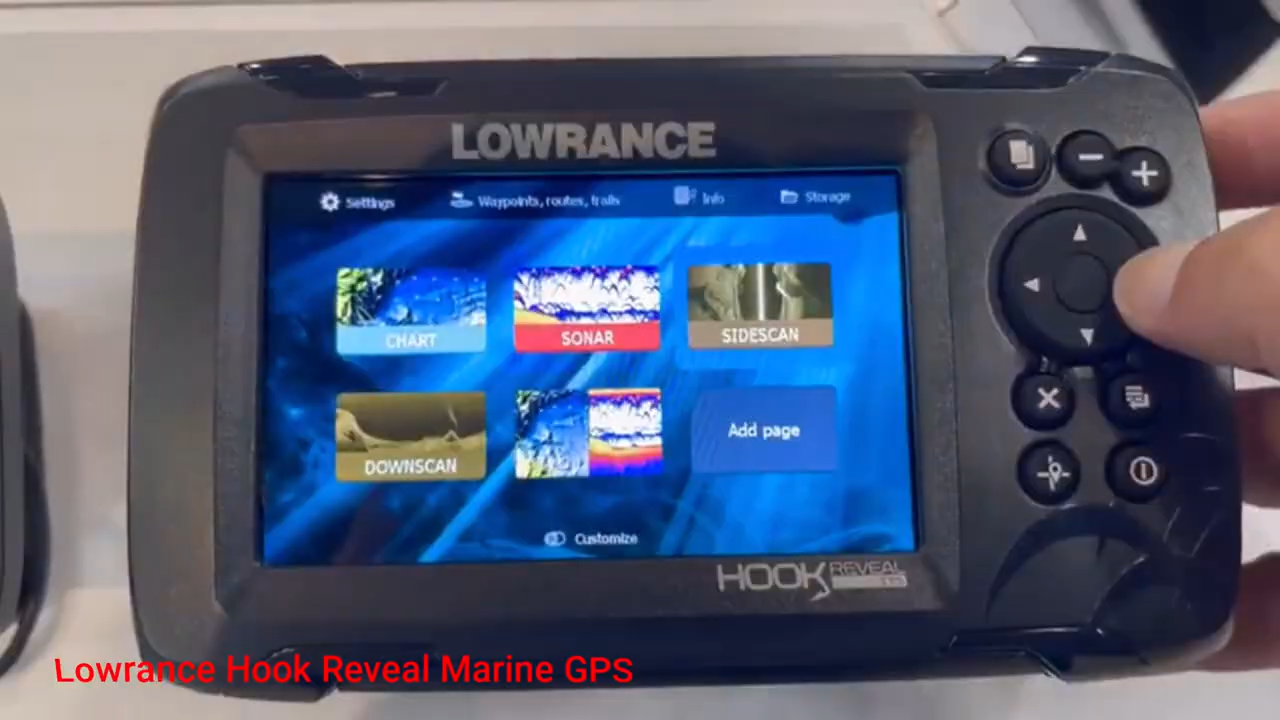 LOWRANCE
Settings Waypoints, routes, trails Info Storage
CHART SONAR SIDESCAN
DOWNSCAN Add page
Customize
HOOK REVEAL
Lowrance Hook Reveal Marine GPS